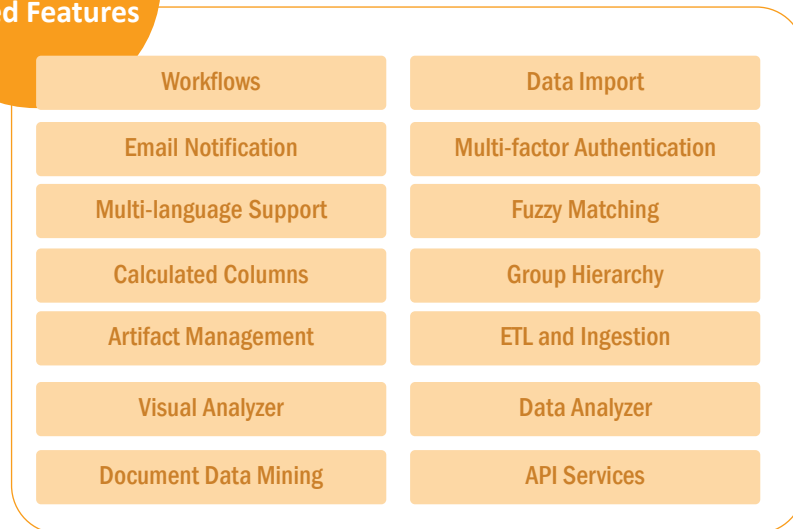 Features
Workflows
Data Import
Email Notification
Multi-factor Authentication
Multi-language Support
Fuzzy Matching
Calculated Columns
Group Hierarchy
Artifact Management
ETL and Ingestion
Visual Analyzer
Data Analyzer
Document Data Mining
API Services